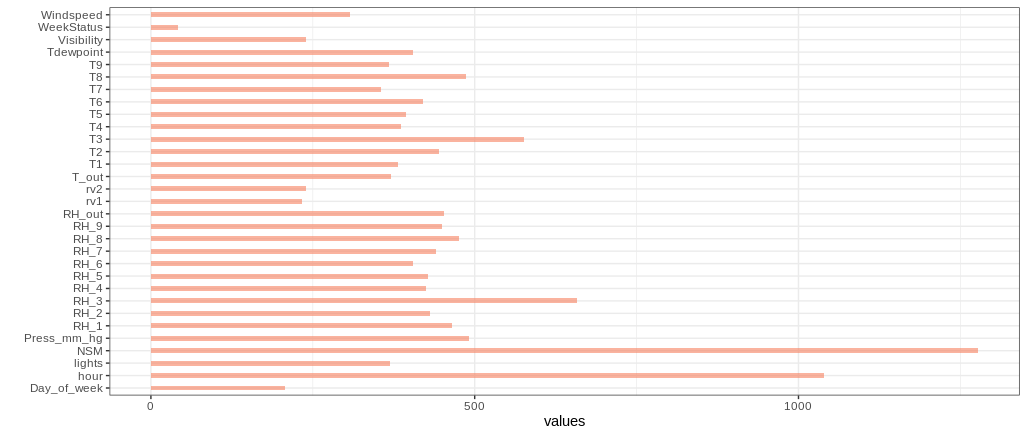 Windspeed
WeekStatus
Visibility
Tdewpoint
T9
T8
T7
T6
T5
T4
T3
T2
T1
T_out
rv2
rv1
RH_out
RH_9
RH_8
RH_7
RH_6
RH_5
RH_4
RH_3
RH_2
RH_1
Press_mm_hg
NSM
lights
hour
Day_of_week
0 500 1000
values